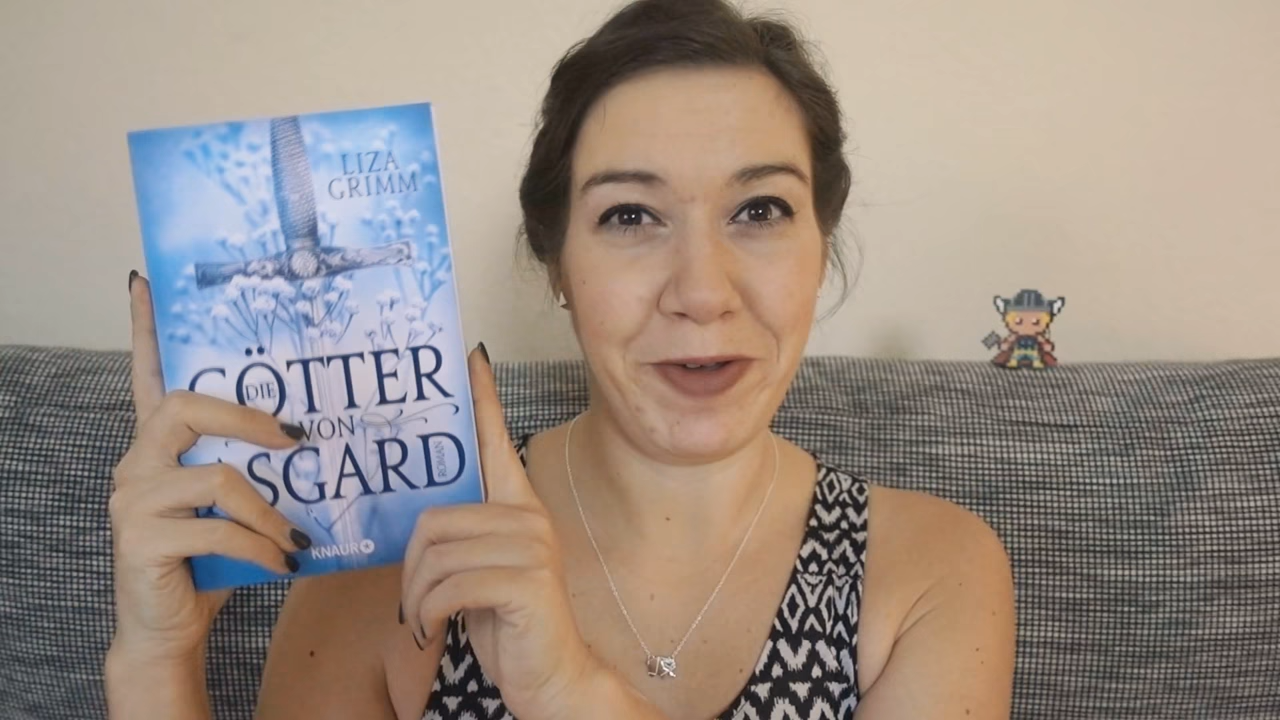 LIZA
GRIMM
DIE
GÖTTER
VON
ASGARD
ROMAN
KNAUR